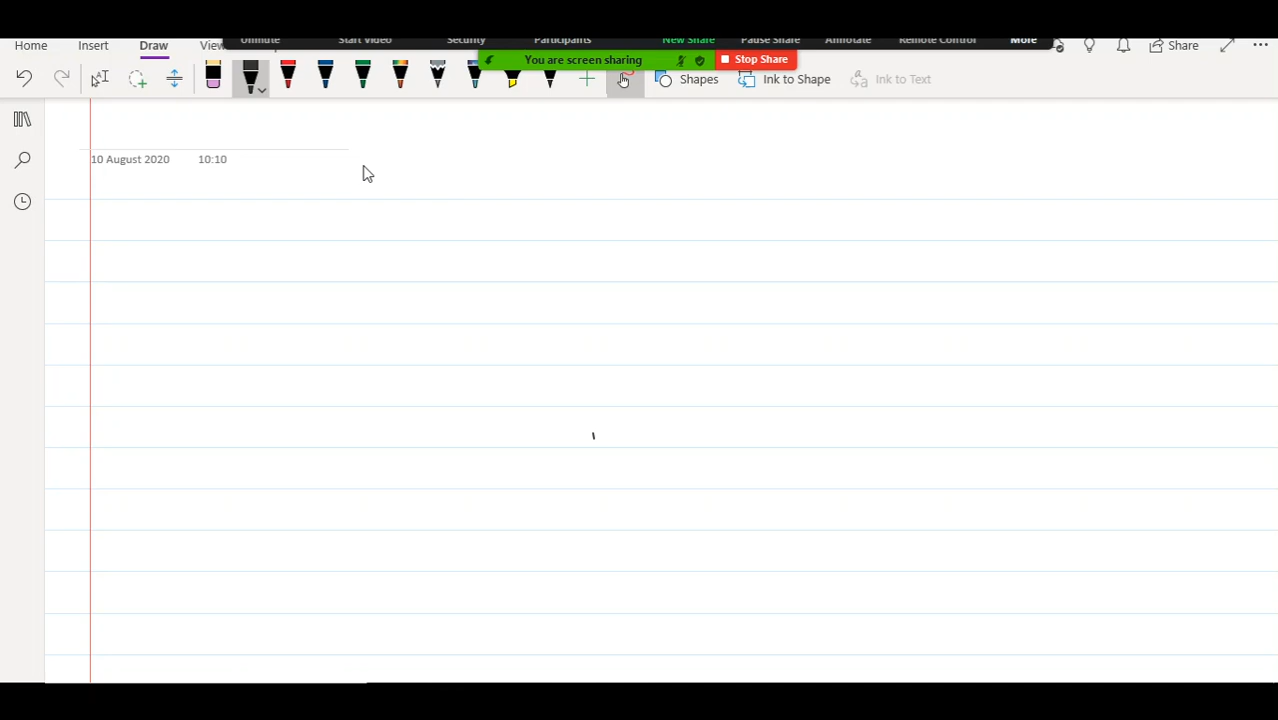 Unmute Start Video Security Participants New Share Pause Share Annotate Remote Control More
Home Insert Draw View Share
You are screen sharing Stop Share
Shapes Ink to Shape Ink to Text
10 August 2020 10:10